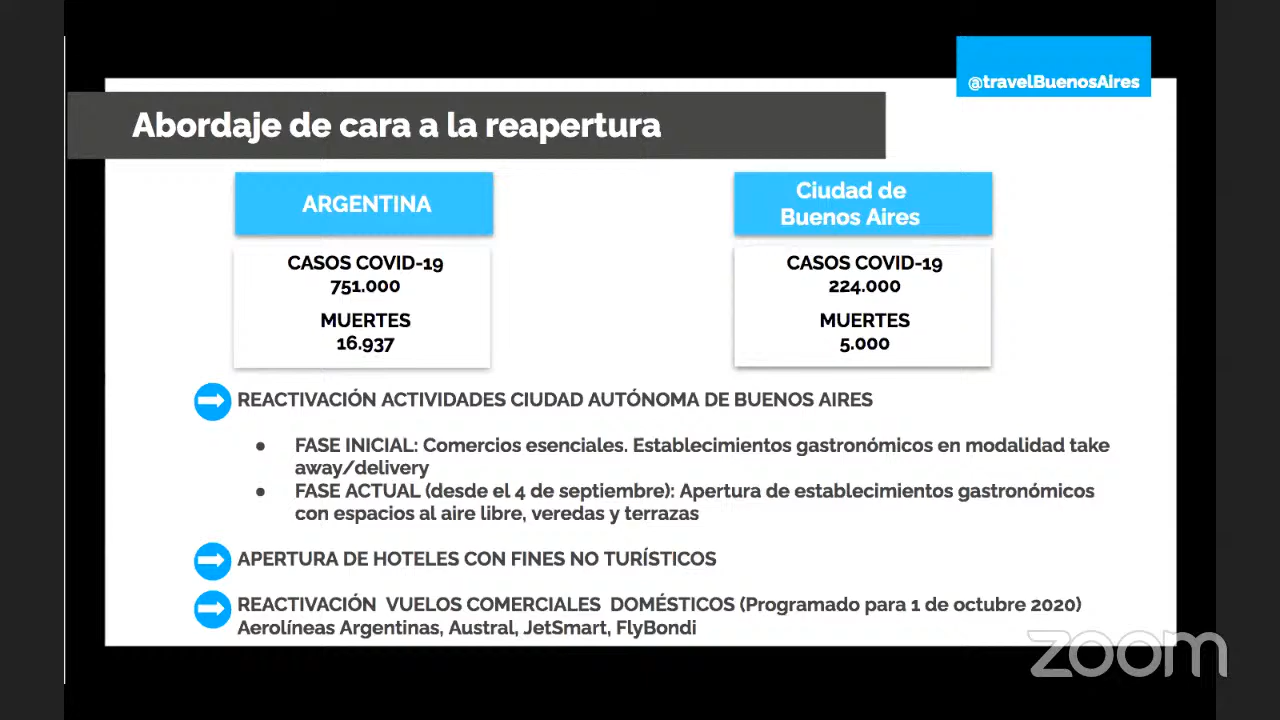 @travelBuenosAires
Abordaje de cara a la reapertura
ARGENTINA
CASOS COVID-19
751.000
MUERTES
16.937
Ciudad de
Buenos Aires
CASOS COVID-19
224.000
MUERTES
5.000
REACTIVACIÓN ACTIVIDADES CIUDAD AUTÓNOMA DE BUENOS AIRES
● FASE INICIAL: Comercios esenciales. Establecimientos gastronómicos en modalidad take
away/delivery
● FASE ACTUAL (desde el 4 de septiembre): Apertura de establecimientos gastronómicos
con espacios al aire libre, veredas y terrazas
APERTURA DE HOTELES CON FINES NO TURÍSTICOS
REACTIVACIÓN VUELOS COMERCIALES DOMÉSTICOS (Programado para 1 de octubre 2020)
Aerolíneas Argentinas, Austral, JetSmart, FlyBondi
zoom